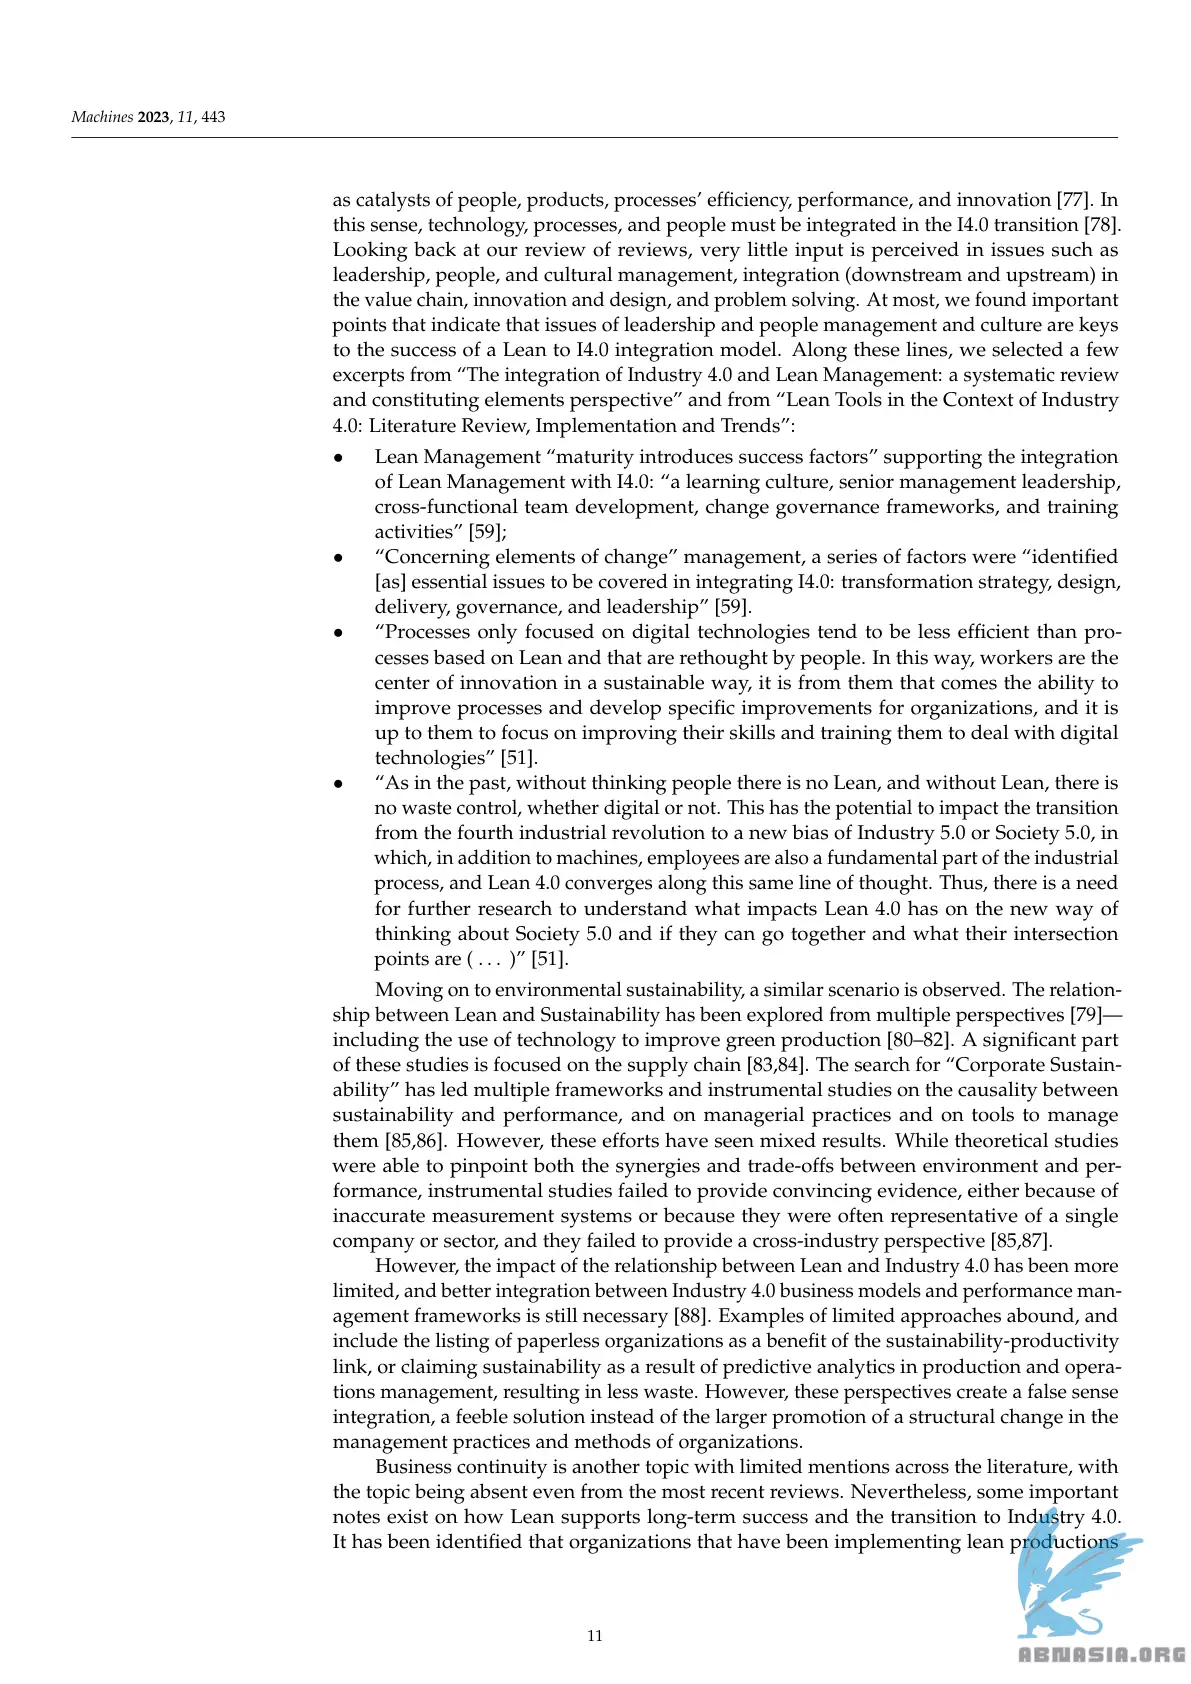 Machines 2023, 11, 443
as catalysts of people, products, processes’ efficiency, performance, and innovation [77]. In
this sense, technology, processes, and people must be integrated in the I4.0 transition [78].
Looking back at our review of reviews, very little input is perceived in issues such as
leadership, people, and cultural management, integration (downstream and upstream) in
the value chain, innovation and design, and problem solving. At most, we found important
points that indicate that issues of leadership and people management and culture are keys
to the success of a Lean to I4.0 integration model. Along these lines, we selected a few
excerpts from “The integration of Industry 4.0 and Lean Management: a systematic review
and constituting elements perspective” and from “Lean Tools in the Context of Industry
4.0: Literature Review, Implementation and Trends”:
• Lean Management “maturity introduces success factors” supporting the integration
of Lean Management with I4.0: “a learning culture, senior management leadership,
cross-functional team development, change governance frameworks, and training
activities” [59];
• “Concerning elements of change” management, a series of factors were “identified
[as] essential issues to be covered in integrating I4.0: transformation strategy, design,
delivery, governance, and leadership” [59].
• “Processes only focused on digital technologies tend to be less efficient than pro-
cesses based on Lean and that are rethought by people. In this way, workers are the
center of innovation in a sustainable way, it is from them that comes the ability to
improve processes and develop specific improvements for organizations, and it is
up to them to focus on improving their skills and training them to deal with digital
technologies” [51].
• “As in the past, without thinking people there is no Lean, and without Lean, there is
no waste control, whether digital or not. This has the potential to impact the transition
from the fourth industrial revolution to a new bias of Industry 5.0 or Society 5.0, in
which, in addition to machines, employees are also a fundamental part of the industrial
process, and Lean 4.0 converges along this same line of thought. Thus, there is a need
for further research to understand what impacts Lean 4.0 has on the new way of
thinking about Society 5.0 and if they can go together and what their intersection
points are ( . . . )” [51].
Moving on to environmental sustainability, a similar scenario is observed. The relation-
ship between Lean and Sustainability has been explored from multiple perspectives [79]—
including the use of technology to improve green production [80–82]. A significant part
of these studies is focused on the supply chain [83,84]. The search for “Corporate Sustain-
ability” has led multiple frameworks and instrumental studies on the causality between
sustainability and performance, and on managerial practices and on tools to manage
them [85,86]. However, these efforts have seen mixed results. While theoretical studies
were able to pinpoint both the synergies and trade-offs between environment and per-
formance, instrumental studies failed to provide convincing evidence, either because of
inaccurate measurement systems or because they were often representative of a single
company or sector, and they failed to provide a cross-industry perspective [85,87].
However, the impact of the relationship between Lean and Industry 4.0 has been more
limited, and better integration between Industry 4.0 business models and performance man-
agement frameworks is still necessary [88]. Examples of limited approaches abound, and
include the listing of paperless organizations as a benefit of the sustainability-productivity
link, or claiming sustainability as a result of predictive analytics in production and opera-
tions management, resulting in less waste. However, these perspectives create a false sense
integration, a feeble solution instead of the larger promotion of a structural change in the
management practices and methods of organizations.
Business continuity is another topic with limited mentions across the literature, with
the topic being absent even from the most recent reviews. Nevertheless, some important
notes exist on how Lean supports long-term success and the transition to Industry 4.0.
It has been identified that organizations that have been implementing lean productions
11
ABNASIA.ORG